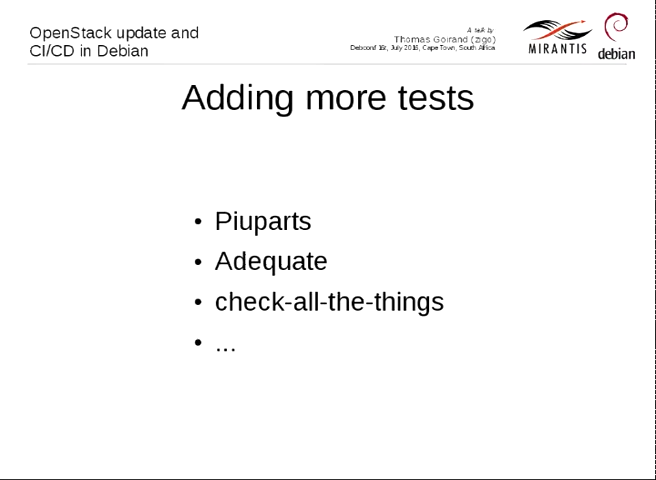 OpenStack update and
CI/CD in Debian
A talk by
Thomas Goirand (zigo)
Debconf 16t, July 2016, Cape Town, South Africa
MIRANTIS
debian
Adding more tests
• Piuparts
• Adequate
• check-all-the-things
• ...